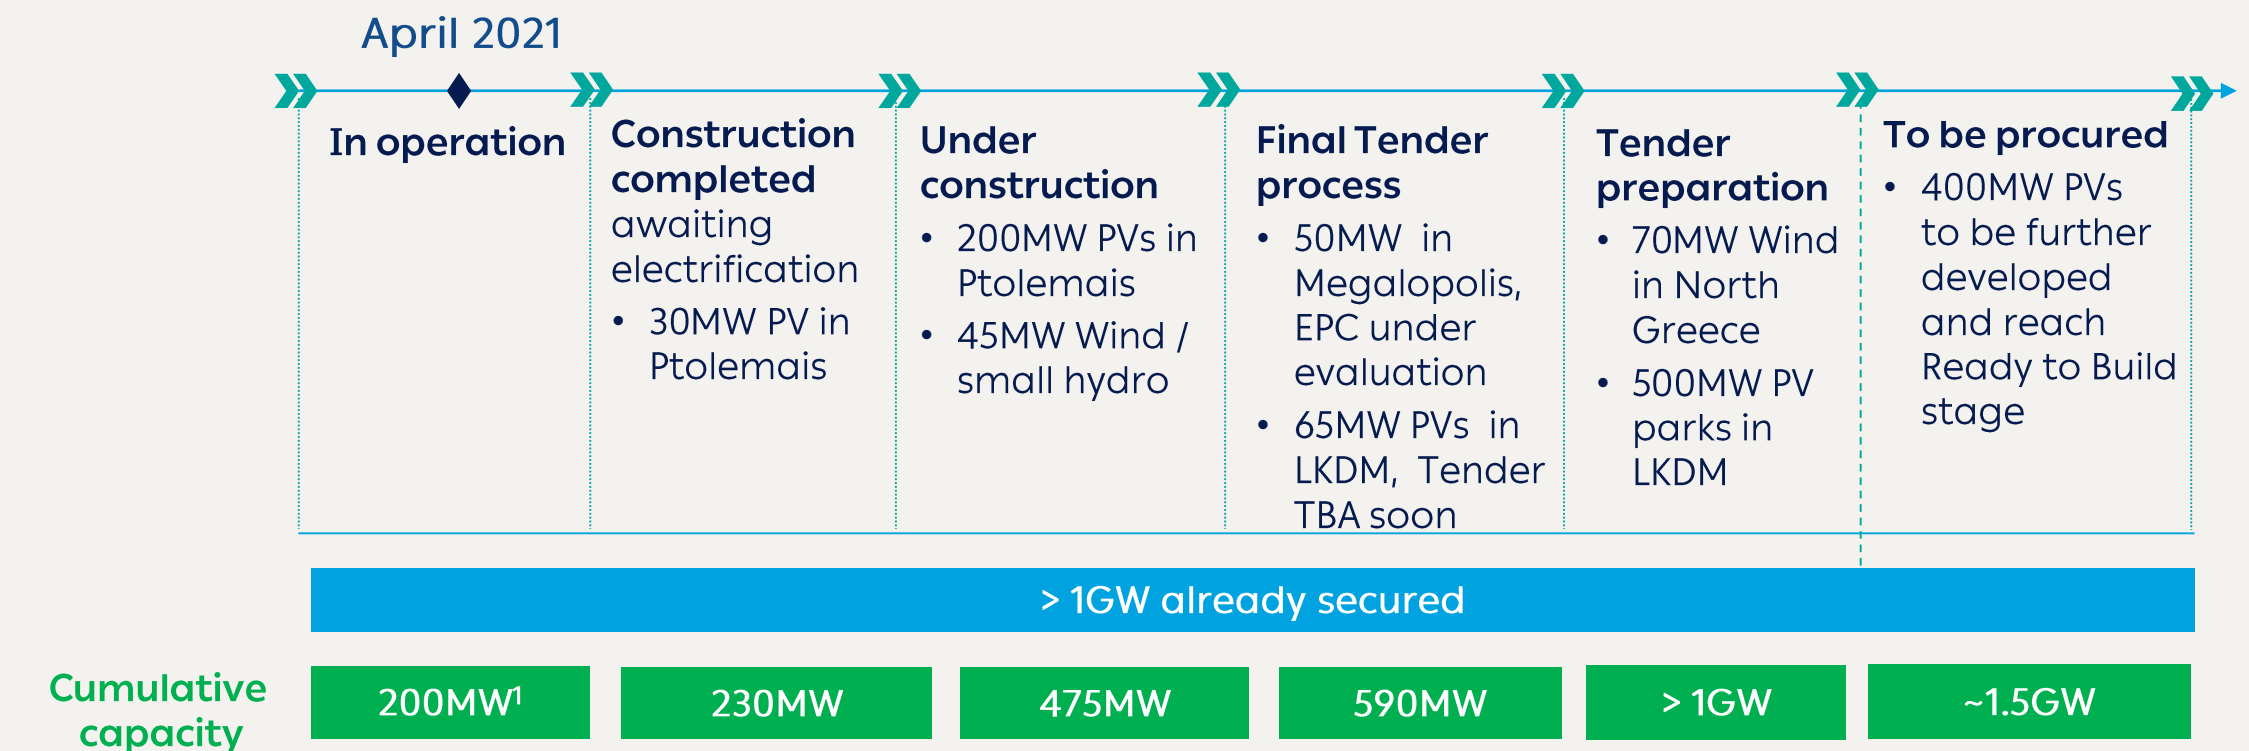 April 2021
In operation
Construction
completed
awaiting
electrification
• 30MW PV in
Ptolemais
Under
construction
• 200MW PVs in
Ptolemais
• 45MW Wind /
small hydro
Final Tender
process
• 50MW in
Megalopolis,
EPC under
evaluation
• 65MW PVs in
LKDM, Tender
TBA soon
Tender
preparation
• 70MW Wind
in North
Greece
• 500MW PV
parks in
LKDM
To be procured
• 400MW PVs
to be further
developed
and reach
Ready to Build
stage
> 1GW already secured
Cumulative
capacity
200MW¹
230MW
475MW
590MW
> 1GW
~1.5GW